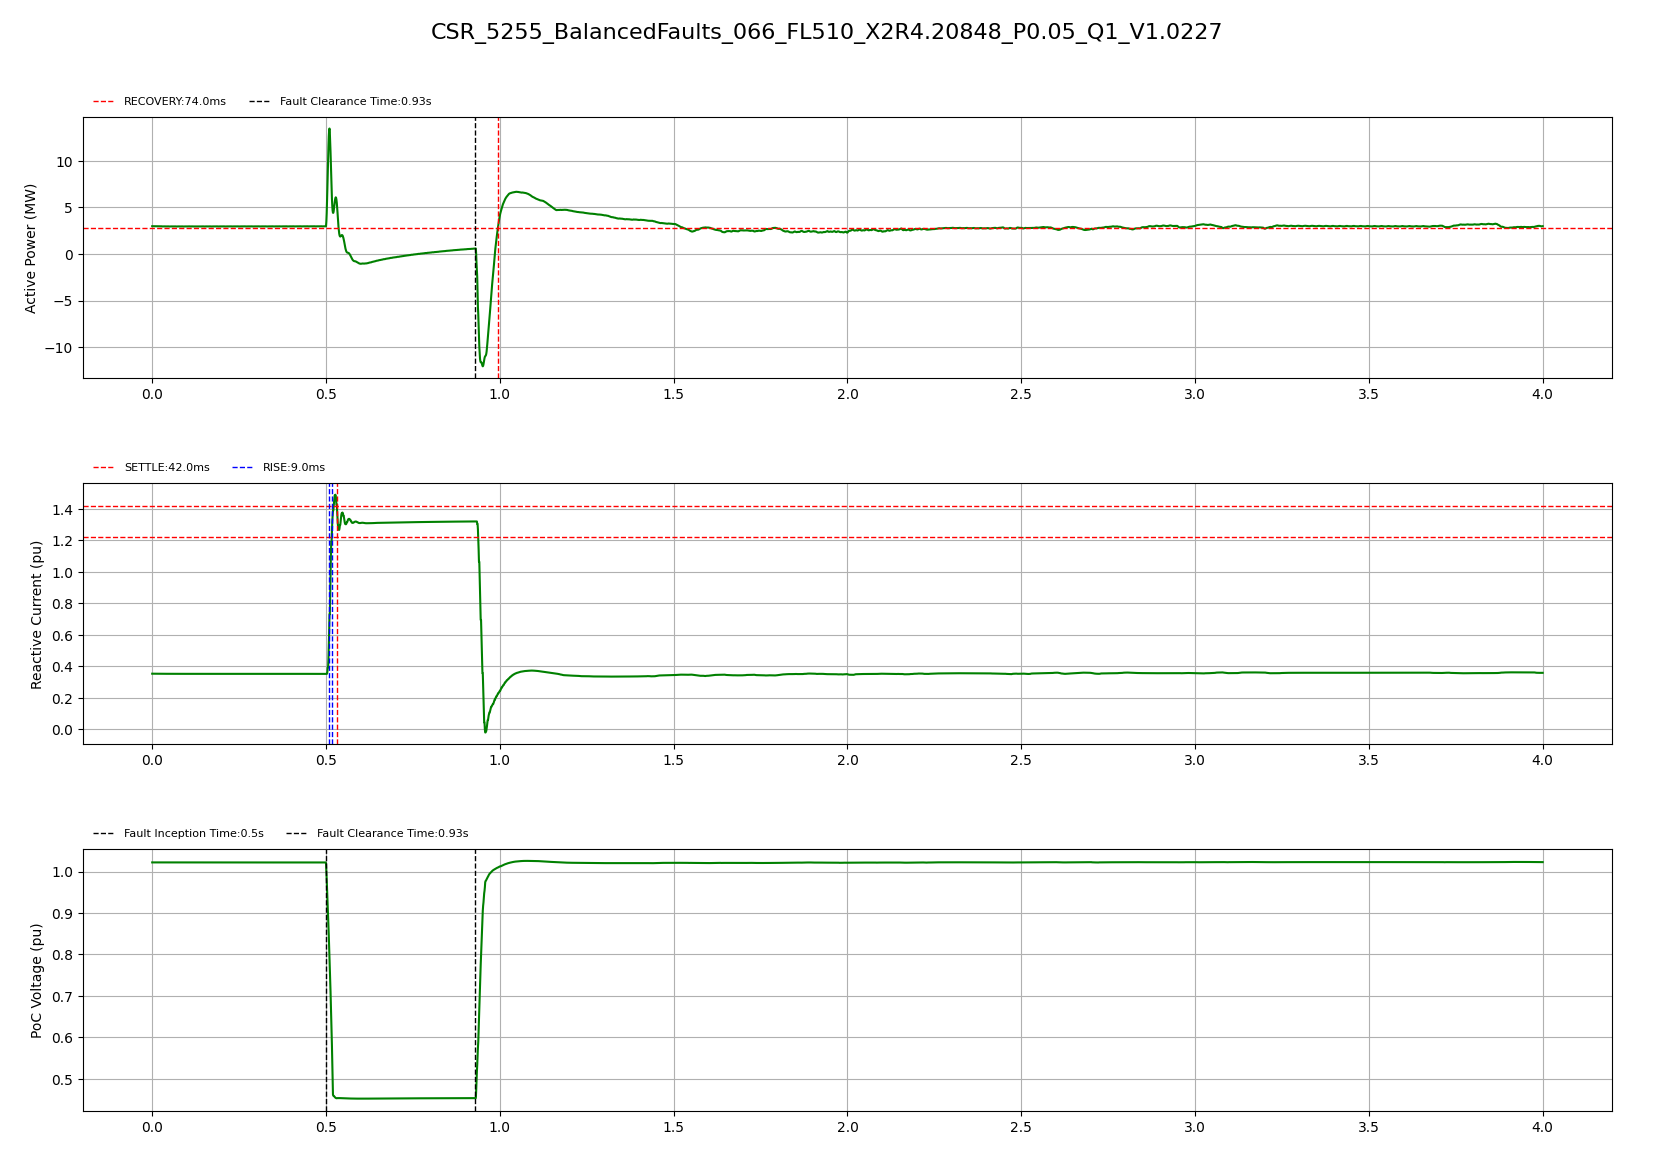 CSR_5255_BalancedFaults_066_FL510_X2R4.20848_P0.05_Q1_V1.0227
RECOVERY:74.0ms Fault Clearance Time:0.93s
Active Power (MW)
10
5
0
−5
−10
0.0 0.5 1.0 1.5 2.0 2.5 3.0 3.5 4.0
SETTLE:42.0ms RISE:9.0ms
Reactive Current (pu)
1.4
1.2
1.0
0.8
0.6
0.4
0.2
0.0
0.0 0.5 1.0 1.5 2.0 2.5 3.0 3.5 4.0
Fault Inception Time:0.5s Fault Clearance Time:0.93s
PoC Voltage (pu)
1.0
0.9
0.8
0.7
0.6
0.5
0.0 0.5 1.0 1.5 2.0 2.5 3.0 3.5 4.0